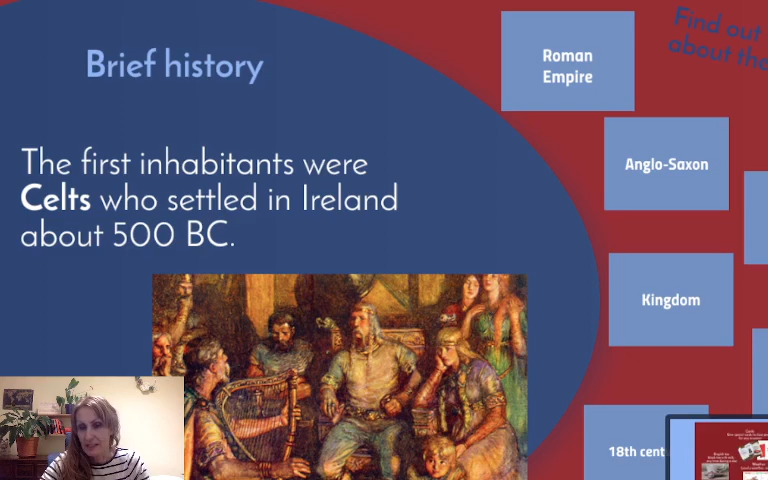 Brief history
The first inhabitants were
Celts who settled in Ireland
about 500 BC.
Roman
Empire
Anglo-Saxon
Kingdom
18th
Find out
about the